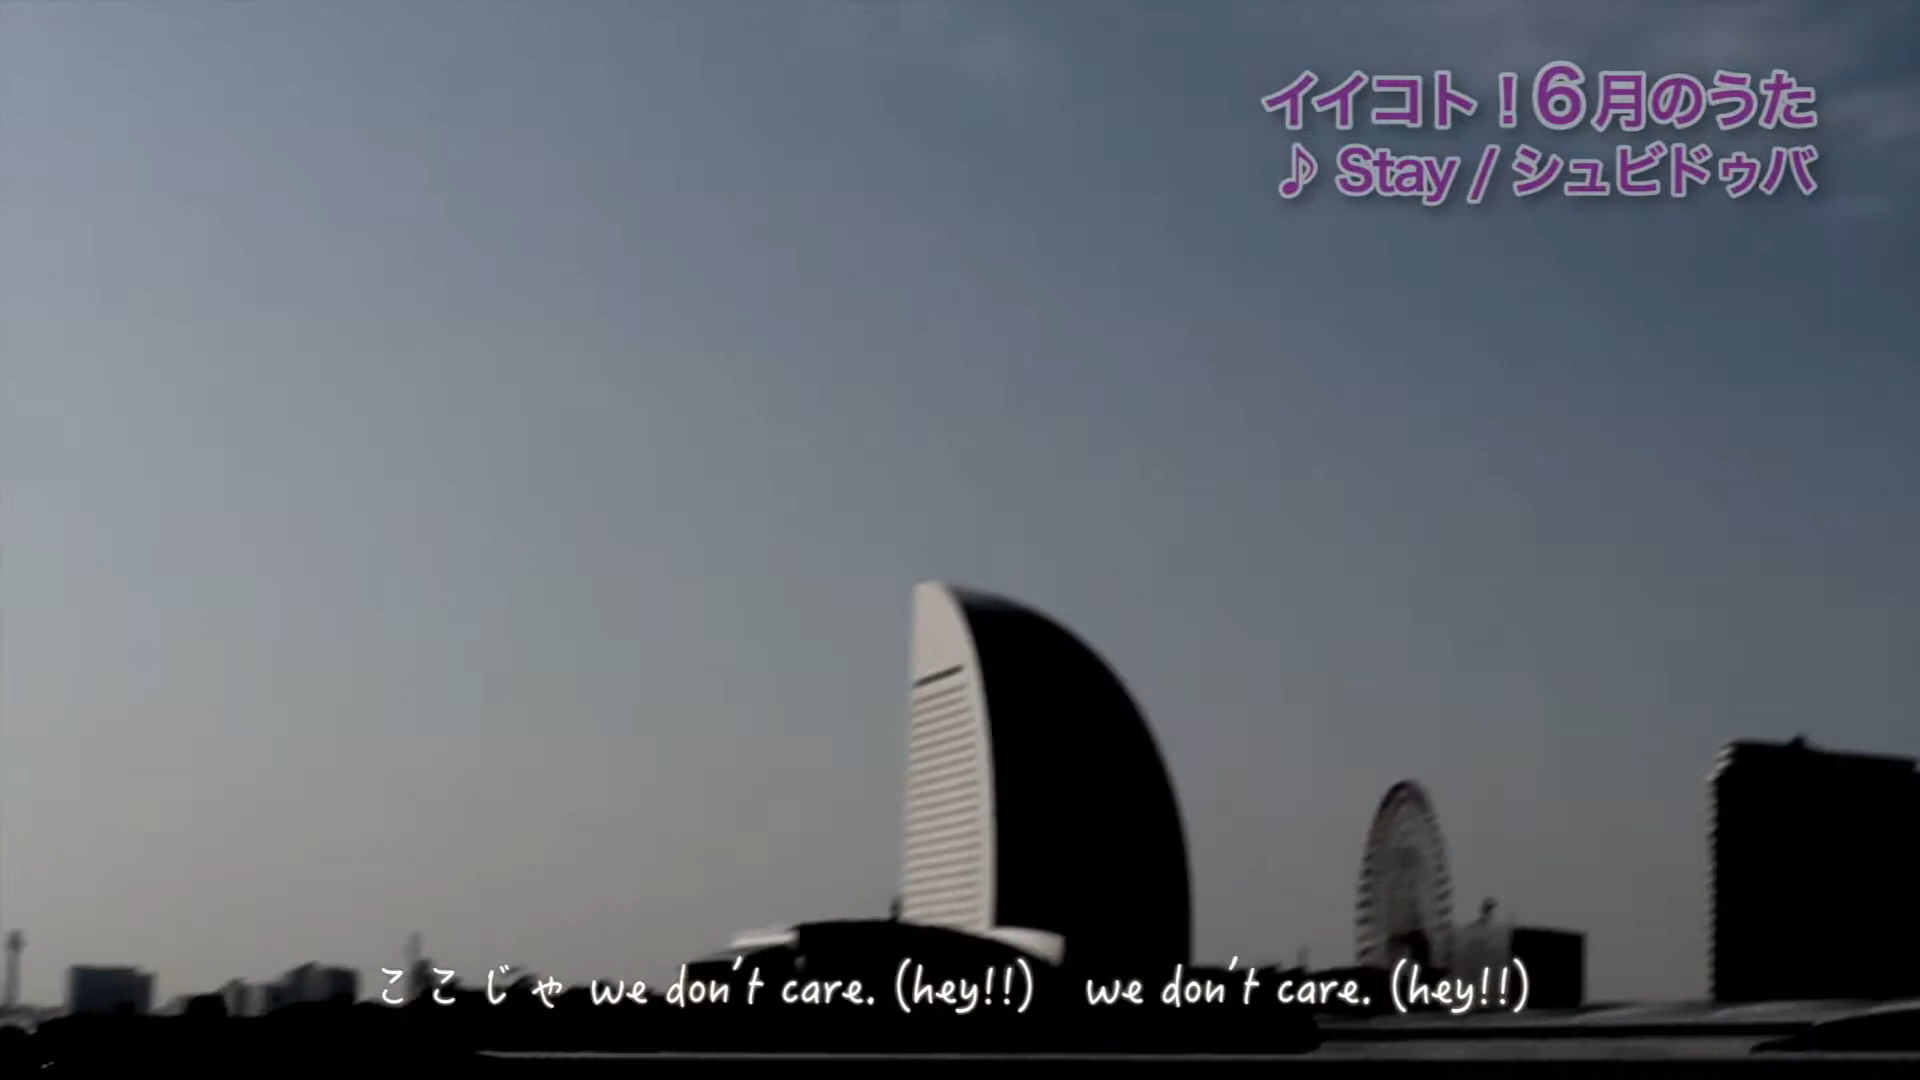 イイコト！6月のうた
♪ Stay / シュビドゥバ
ここじゃ we don't care. (hey!!)　we don't care. (hey!!)